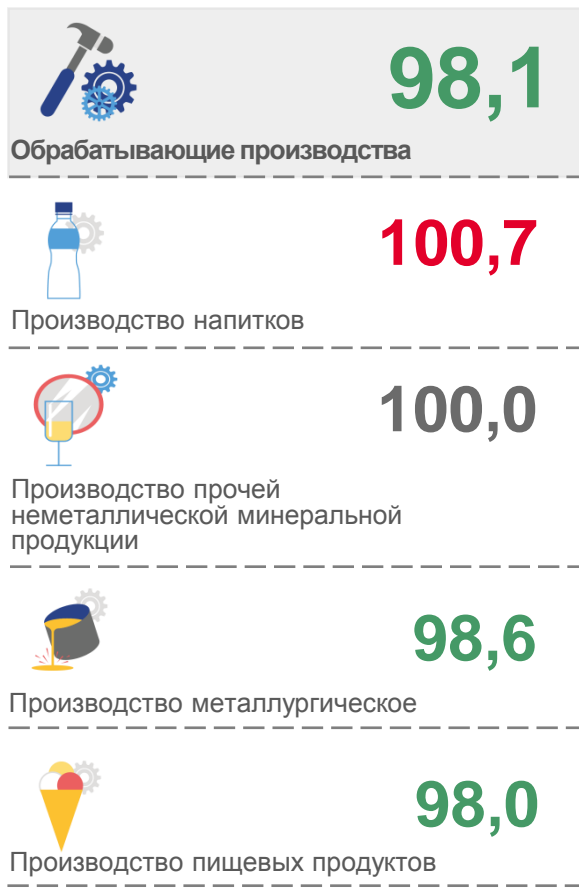 98,1
Обрабатывающие производства
100,7
Производство напитков
100,0
Производство прочей
неметаллической минеральной
продукции
98,6
Производство металлургическое
98,0
Производство пищевых продуктов